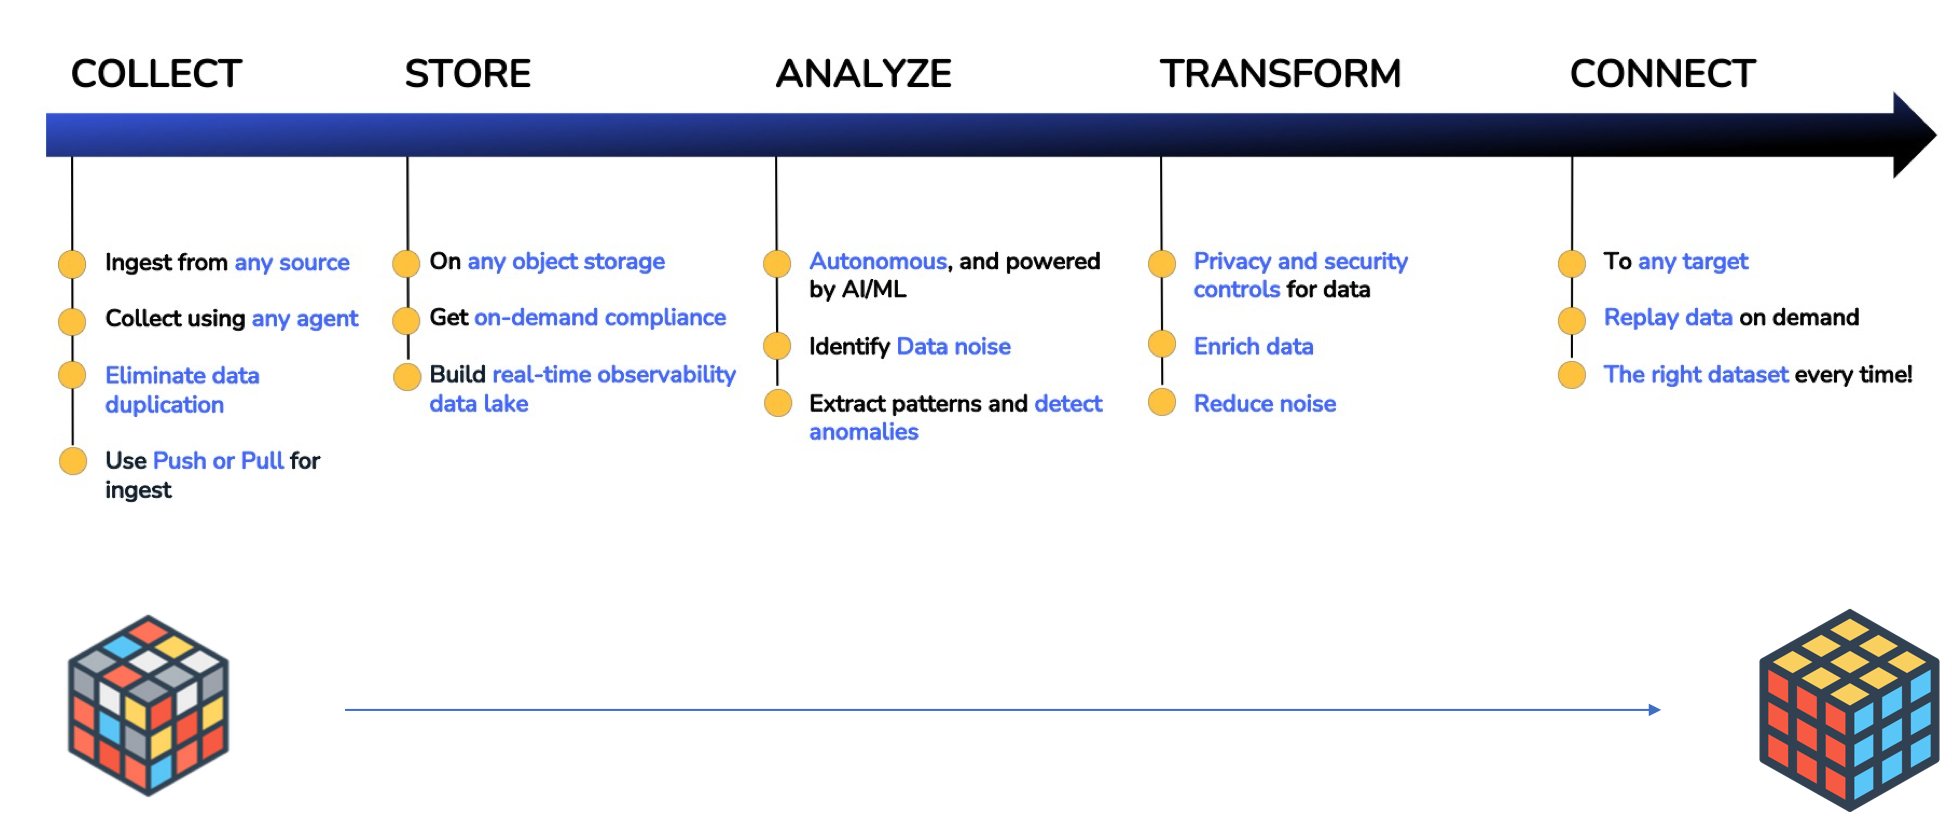 COLLECT
STORE
ANALYZE
TRANSFORM
CONNECT
Ingest from any source
Collect using any agent
Eliminate data
duplication
Use Push or Pull for
ingest
On any object storage
Get on-demand compliance
Build real-time observability
data lake
Autonomous, and powered
by AI/ML
Identify Data noise
Extract patterns and detect
anomalies
Privacy and security
controls for data
Enrich data
Reduce noise
To any target
Replay data on demand
The right dataset every time!